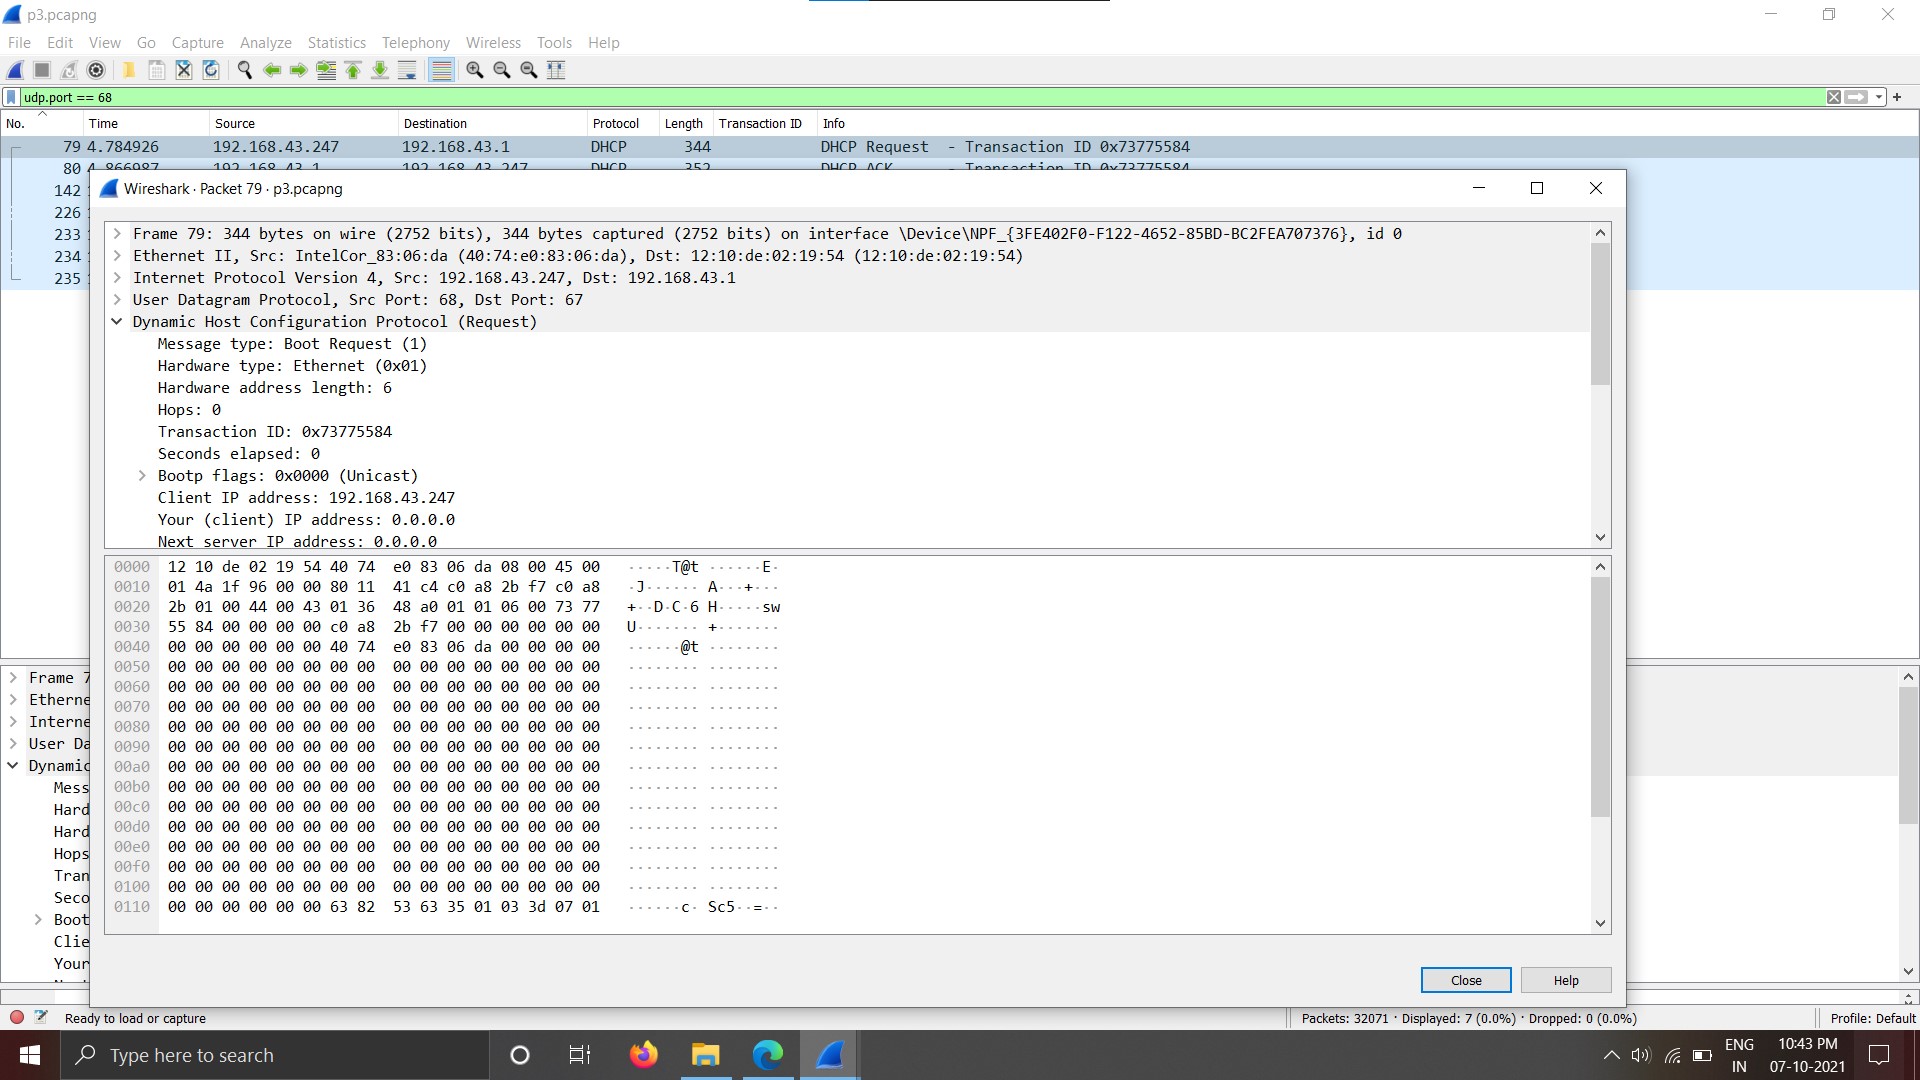 p3.pcapng
File Edit View Go Capture Analyze Statistics Telephony Wireless Tools Help
udp.port == 68
No. Time Source Destination Protocol Length Transaction ID Info
79 4.784926 192.168.43.247 192.168.43.1 DHCP 344 DHCP Request - Transaction ID 0x73775584
80 4.866987 192.168.43.1 192.168.43.247 DHCP 352 DHCP ACK - Transaction ID 0x73775584
142
226
233
234
235
Wireshark · Packet 79 · p3.pcapng
Frame 79: 344 bytes on wire (2752 bits), 344 bytes captured (2752 bits) on interface \Device\NPF_{3FE402F0-F122-4652-85BD-BC2FEA707376}, id 0
Ethernet II, Src: IntelCor_83:06:da (40:74:e0:83:06:da), Dst: 12:10:de:02:19:54 (12:10:de:02:19:54)
Internet Protocol Version 4, Src: 192.168.43.247, Dst: 192.168.43.1
User Datagram Protocol, Src Port: 68, Dst Port: 67
Dynamic Host Configuration Protocol (Request)
Message type: Boot Request (1)
Hardware type: Ethernet (0x01)
Hardware address length: 6
Hops: 0
Transaction ID: 0x73775584
Seconds elapsed: 0
Bootp flags: 0x0000 (Unicast)
Client IP address: 192.168.43.247
Your (client) IP address: 0.0.0.0
Next server IP address: 0.0.0.0
0000 12 10 de 02 19 54 40 74 e0 83 06 da 08 00 45 00 ·····T@t ······E·
0010 01 4a 1f 96 00 00 80 11 41 c4 c0 a8 2b f7 c0 a8 ·J······ A···+···
0020 2b 01 00 44 00 43 01 36 48 a0 01 01 06 00 73 77 +··D·C·6 H·····sw
0030 55 84 00 00 00 00 c0 a8 2b f7 00 00 00 00 00 00 U······· +·······
0040 00 00 00 00 00 00 40 74 e0 83 06 da 00 00 00 00 ······@t ········
0050 00 00 00 00 00 00 00 00 00 00 00 00 00 00 00 00 ········ ········
0060 00 00 00 00 00 00 00 00 00 00 00 00 00 00 00 00 ········ ········
0070 00 00 00 00 00 00 00 00 00 00 00 00 00 00 00 00 ········ ········
0080 00 00 00 00 00 00 00 00 00 00 00 00 00 00 00 00 ········ ········
0090 00 00 00 00 00 00 00 00 00 00 00 00 00 00 00 00 ········ ········
00a0 00 00 00 00 00 00 00 00 00 00 00 00 00 00 00 00 ········ ········
00b0 00 00 00 00 00 00 00 00 00 00 00 00 00 00 00 00 ········ ········
00c0 00 00 00 00 00 00 00 00 00 00 00 00 00 00 00 00 ········ ········
00d0 00 00 00 00 00 00 00 00 00 00 00 00 00 00 00 00 ········ ········
00e0 00 00 00 00 00 00 00 00 00 00 00 00 00 00 00 00 ········ ········
00f0 00 00 00 00 00 00 00 00 00 00 00 00 00 00 00 00 ········ ········
0100 00 00 00 00 00 00 00 00 00 00 00 00 00 00 00 00 ········ ········
0110 00 00 00 00 00 00 63 82 53 63 35 01 03 3d 07 01 ······c· Sc5··=··
Close Help
Frame 7
Etherne
Interne
User Da
Dynamic
Mess
Hard
Hard
Hops
Tran
Seco
Boot
Clie
Your
Ready to load or capture
Packets: 32071 · Displayed: 7 (0.0%) · Dropped: 0 (0.0%)
Profile: Default
Type here to search
ENG
IN
10:43 PM
07-10-2021